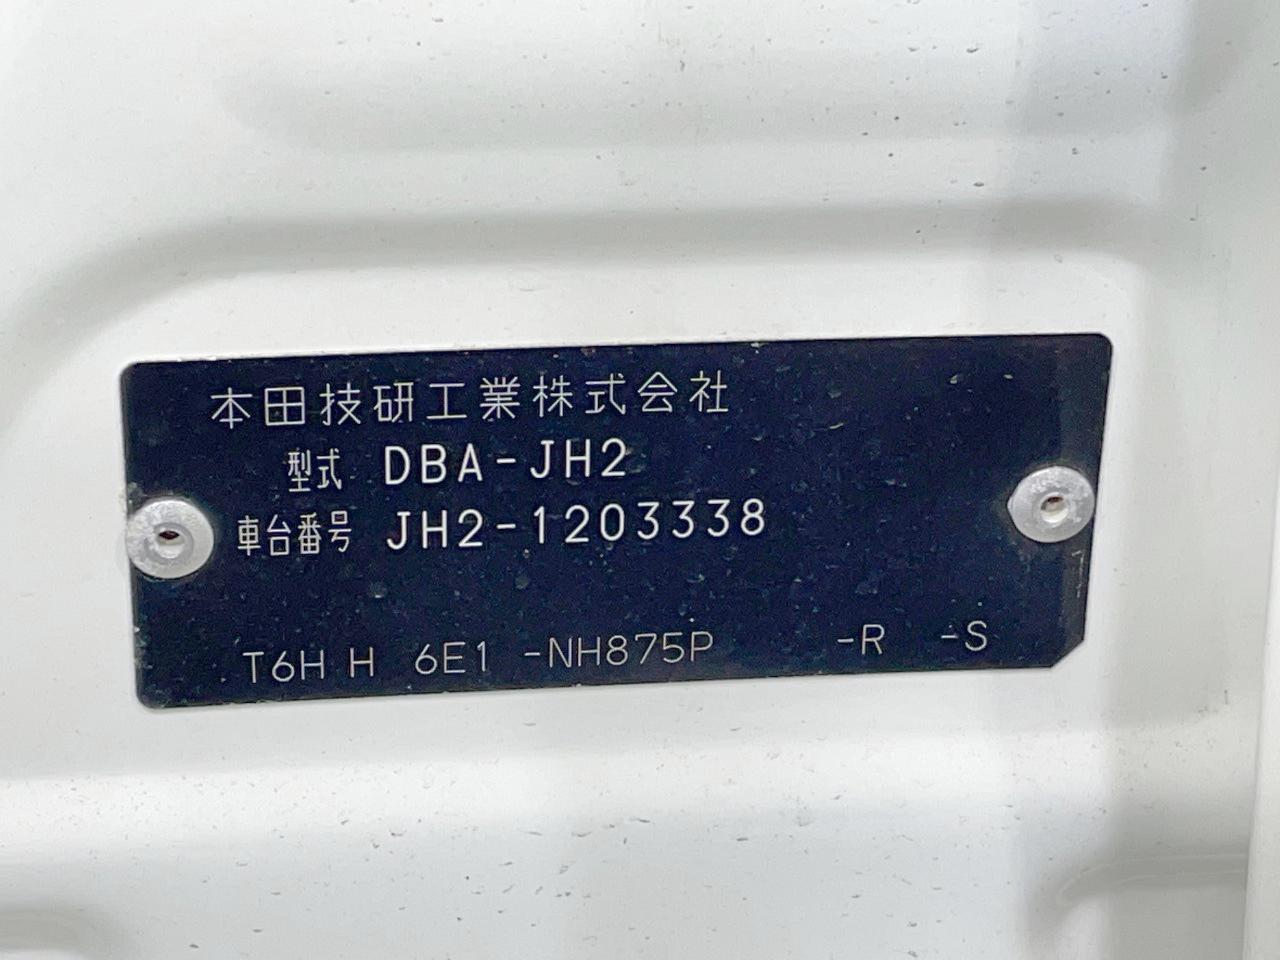 本田技研工業株式会社
型式 DBA-JH2
車台番号 JH2-1203338
T6H H 6E1 -NH875P -R -S